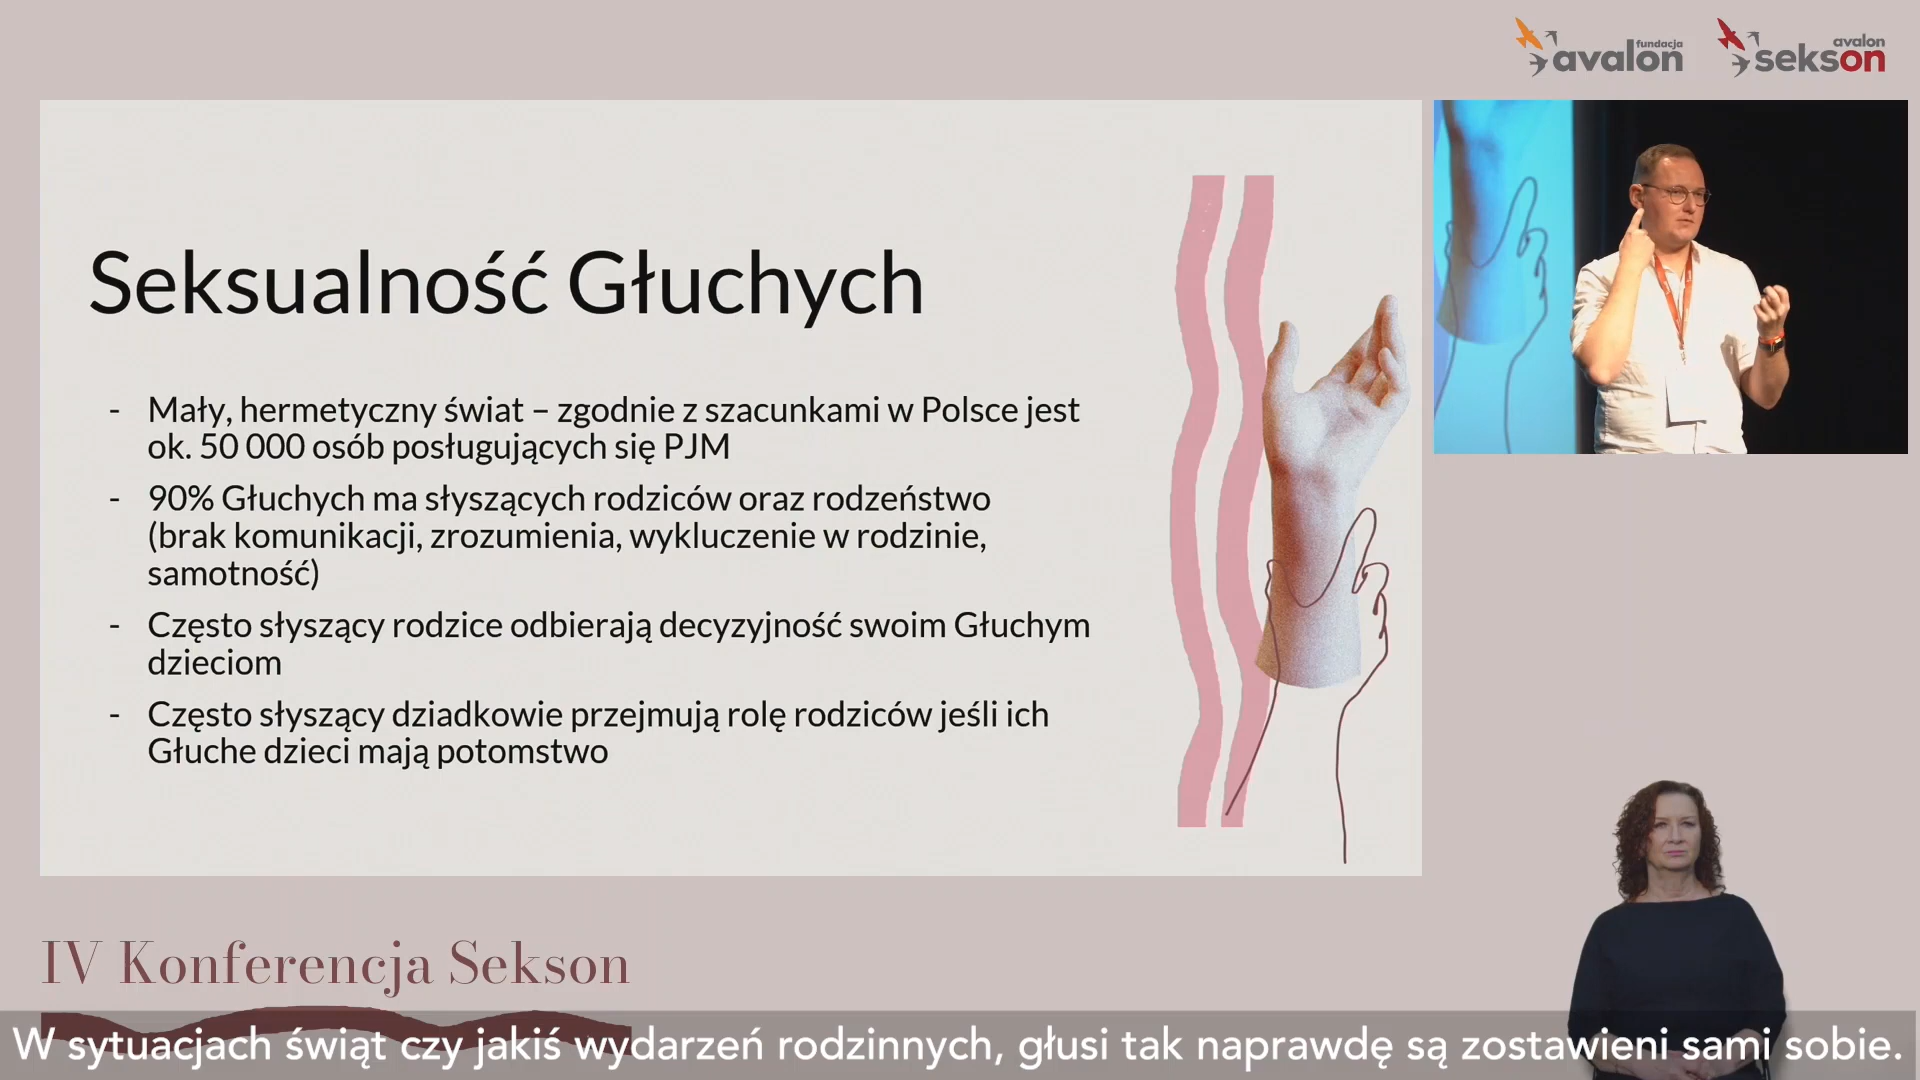 fundacja
avalon
avalon
sekson
Seksualność Głuchych
- Mały, hermetyczny świat – zgodnie z szacunkami w Polsce jest
ok. 50 000 osób posługujących się PJM
- 90% Głuchych ma słyszących rodziców oraz rodzeństwo
(brak komunikacji, zrozumienia, wykluczenie w rodzinie,
samotność)
- Często słyszący rodzice odbierają decyzyjność swoim Głuchym
dzieciom
- Często słyszący dziadkowie przejmują rolę rodziców jeśli ich
Głuche dzieci mają potomstwo
IV Konferencja Sekson
W sytuacjach świąt czy jakiś wydarzeń rodzinnych, głusi tak naprawdę są zostawieni sami sobie.